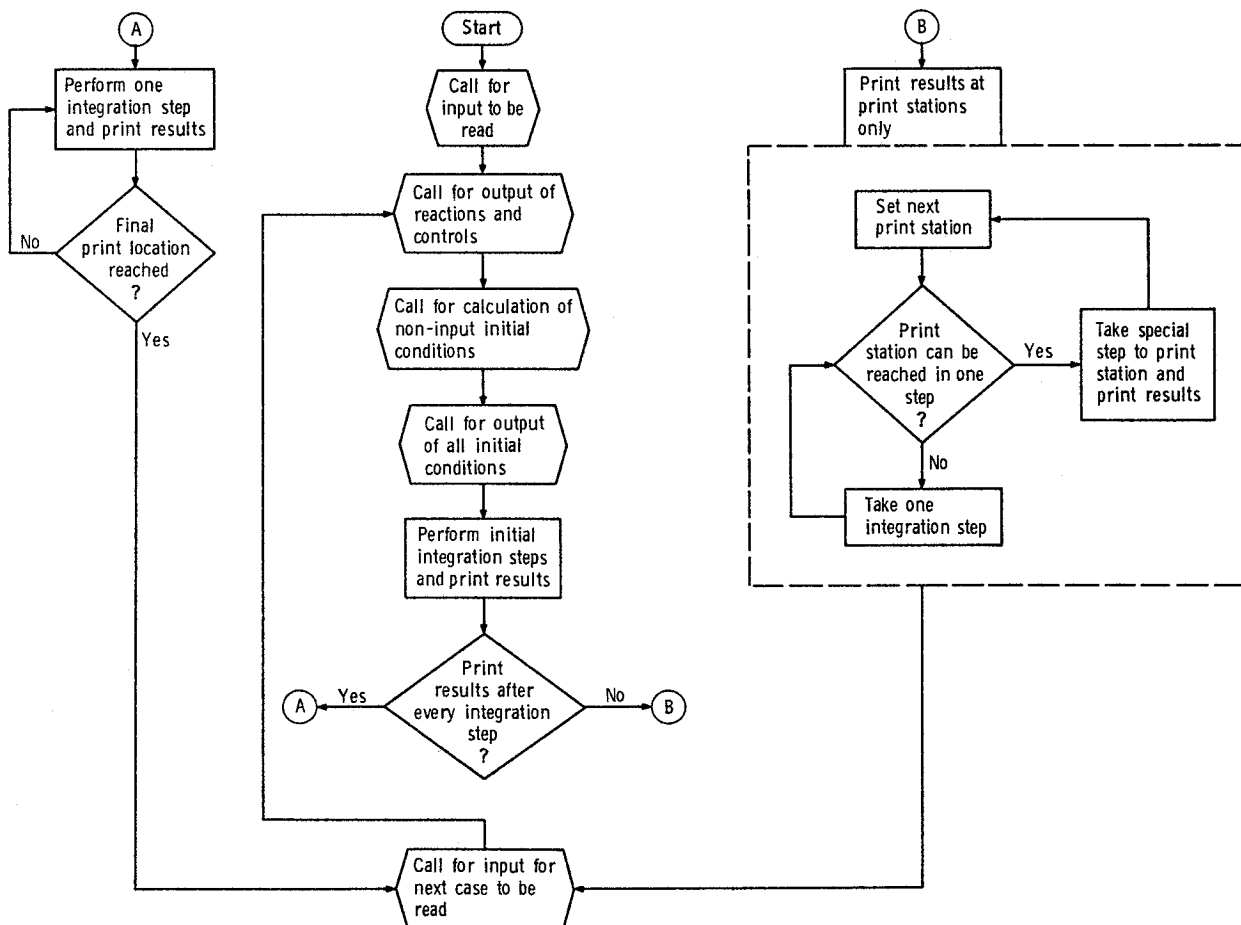 A
Perform one
integration step
and print results
Final
print location
reached
?
No
Yes
Start
Call for
input to be
read
Call for output of
reactions and
controls
Call for calculation of
non-input initial
conditions
Call for output
of all initial
conditions
Perform initial
integration steps
and print results
Print
results after
every integration
step
?
Yes
A
No
B
Call for input for
next case to be
read
B
Print results at
print stations
only
Set next
print station
Print
station can be
reached in one
step
?
Yes
Take special
step to print
station and
print results
No
Take one
integration step